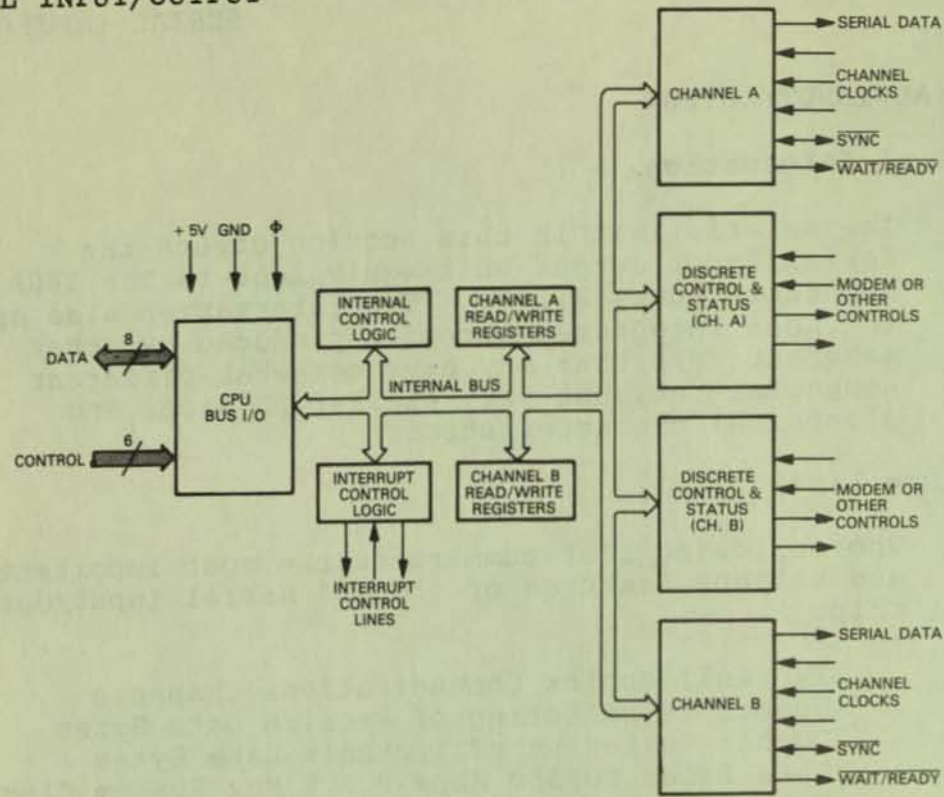 INPUT/OUTPUT
+ 5V GND Φ
DATA
8
CPU
BUS I/O
CONTROL
6
INTERNAL
CONTROL
LOGIC
CHANNEL A
READ/WRITE
REGISTERS
INTERNAL BUS
INTERRUPT
CONTROL
LOGIC
CHANNEL B
READ/WRITE
REGISTERS
INTERRUPT
CONTROL
LINES
CHANNEL A
SERIAL DATA
CHANNEL
CLOCKS
SYNC
WAIT/READY
DISCRETE
CONTROL &
STATUS
(CH. A)
MODEM OR
OTHER
CONTROLS
DISCRETE
CONTROL &
STATUS
(CH. B)
MODEM OR
OTHER
CONTROLS
CHANNEL B
SERIAL DATA
CHANNEL
CLOCKS
SYNC
WAIT/READY